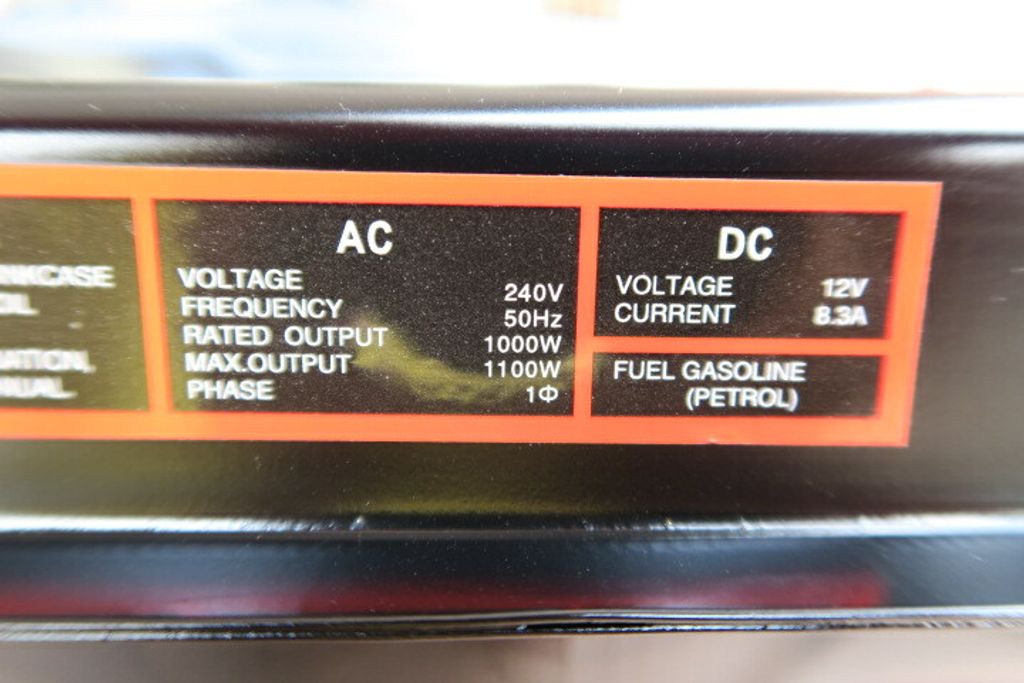 OIL
AC
VOLTAGE 240V
FREQUENCY 50Hz
RATED OUTPUT 1000W
MAX.OUTPUT 1100W
PHASE 1Φ
DC
VOLTAGE 12V
CURRENT 8.3A
FUEL GASOLINE
(PETROL)